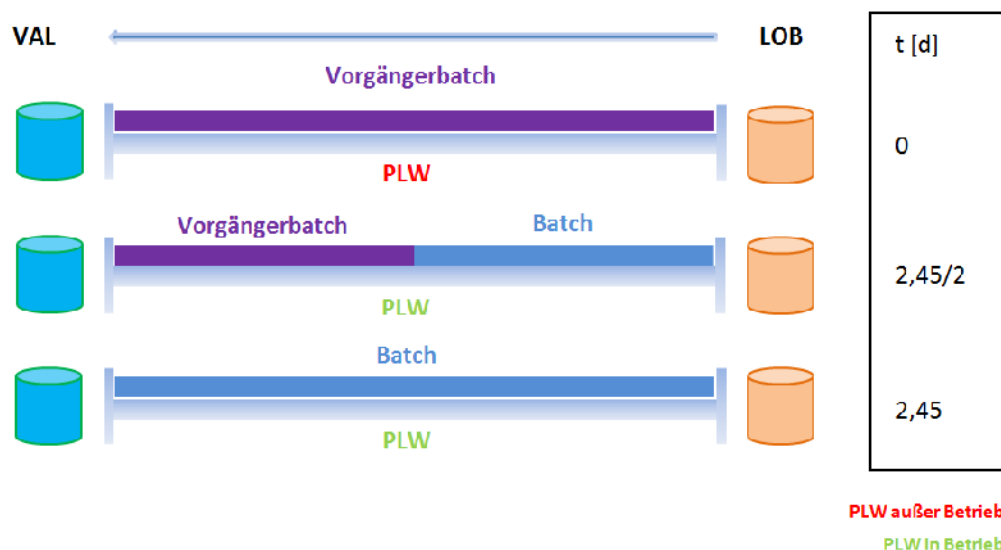 VAL
LOB
t [d]
Vorgängerbatch
0
PLW
Vorgängerbatch
Batch
2,45/2
PLW
Batch
2,45
PLW
PLW außer Betrieb
PLW in Betrieb